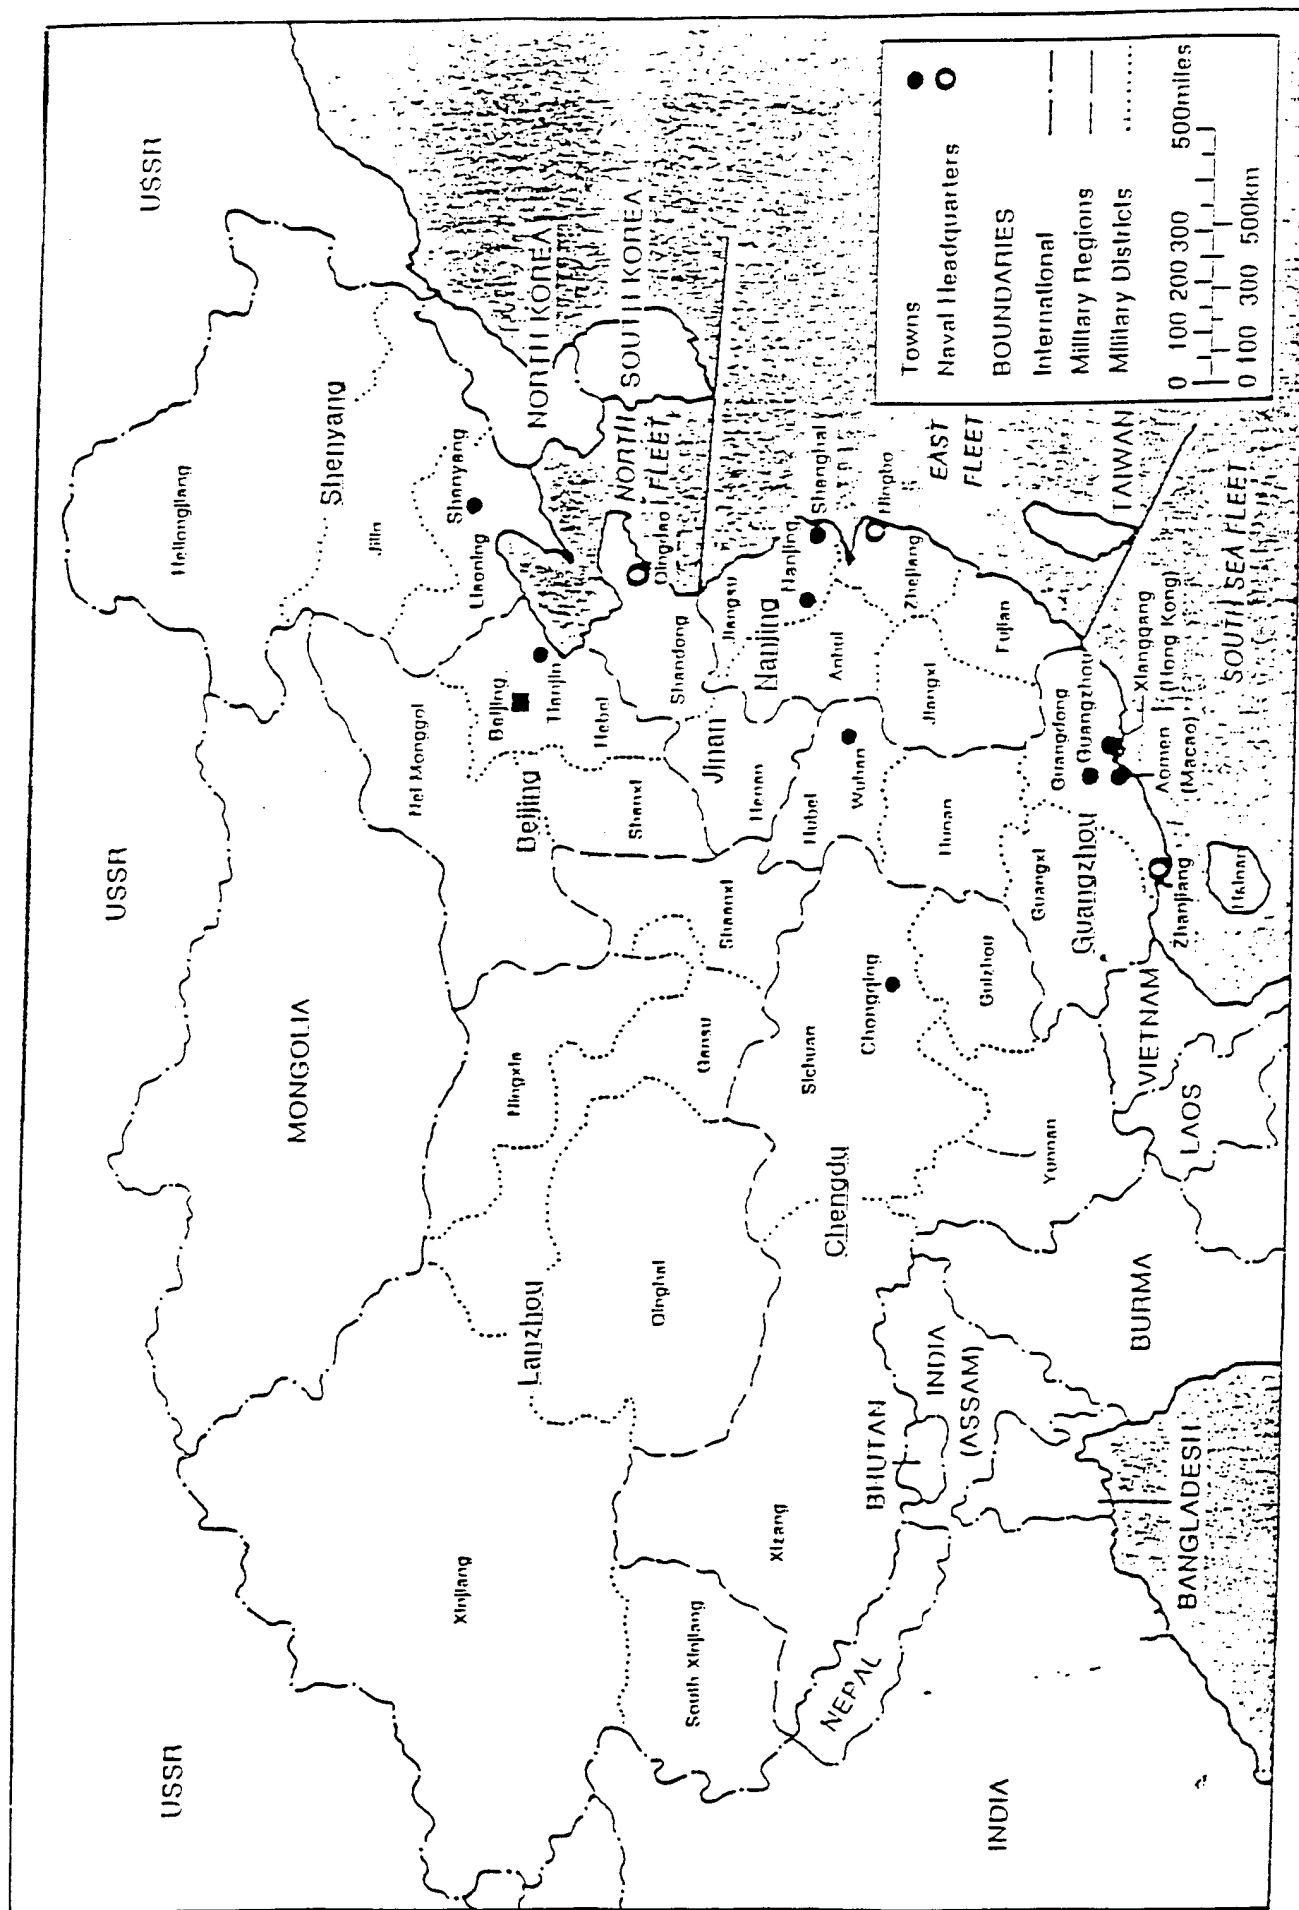 USSR
USSR
USSR
MONGOLIA
Heilongjiang
Shenyang
Jilin
Shenyang
Liaoning
NORTH KOREA
SOUTH KOREA
NORTH
FLEET
Qingdao
Nei Monggol
Beijing
Tianjin
Hebei
Beijing
Shanxi
Shandong
Jinan
Henan
Jiangsu
Nanjing
Nanjing
Shanghai
Ningbo
EAST
FLEET
Anhui
Zhejiang
Hubei
Wuhan
Jiangxi
Fujian
TAIWAN
Hunan
Guangdong
Guangzhou
Xianggang
(Hong Kong)
Aomen
(Macao)
SOUTH SEA FLEET
Guangxi
Guangzhou
Zhanjiang
Hainan
Shaanxi
Ningxia
Gansu
Lanzhou
Qinghai
Sichuan
Chongqing
Guizhou
Chengdu
Yunnan
Xinjiang
South Xinjiang
Xizang
VIETNAM
LAOS
BURMA
BHUTAN
INDIA
(ASSAM)
BANGLADESH
NEPAL
INDIA
Towns
Naval Headquarters
BOUNDARIES
International
Military Regions
Military Districts
0 100 200 300 500miles
0 100 300 500km